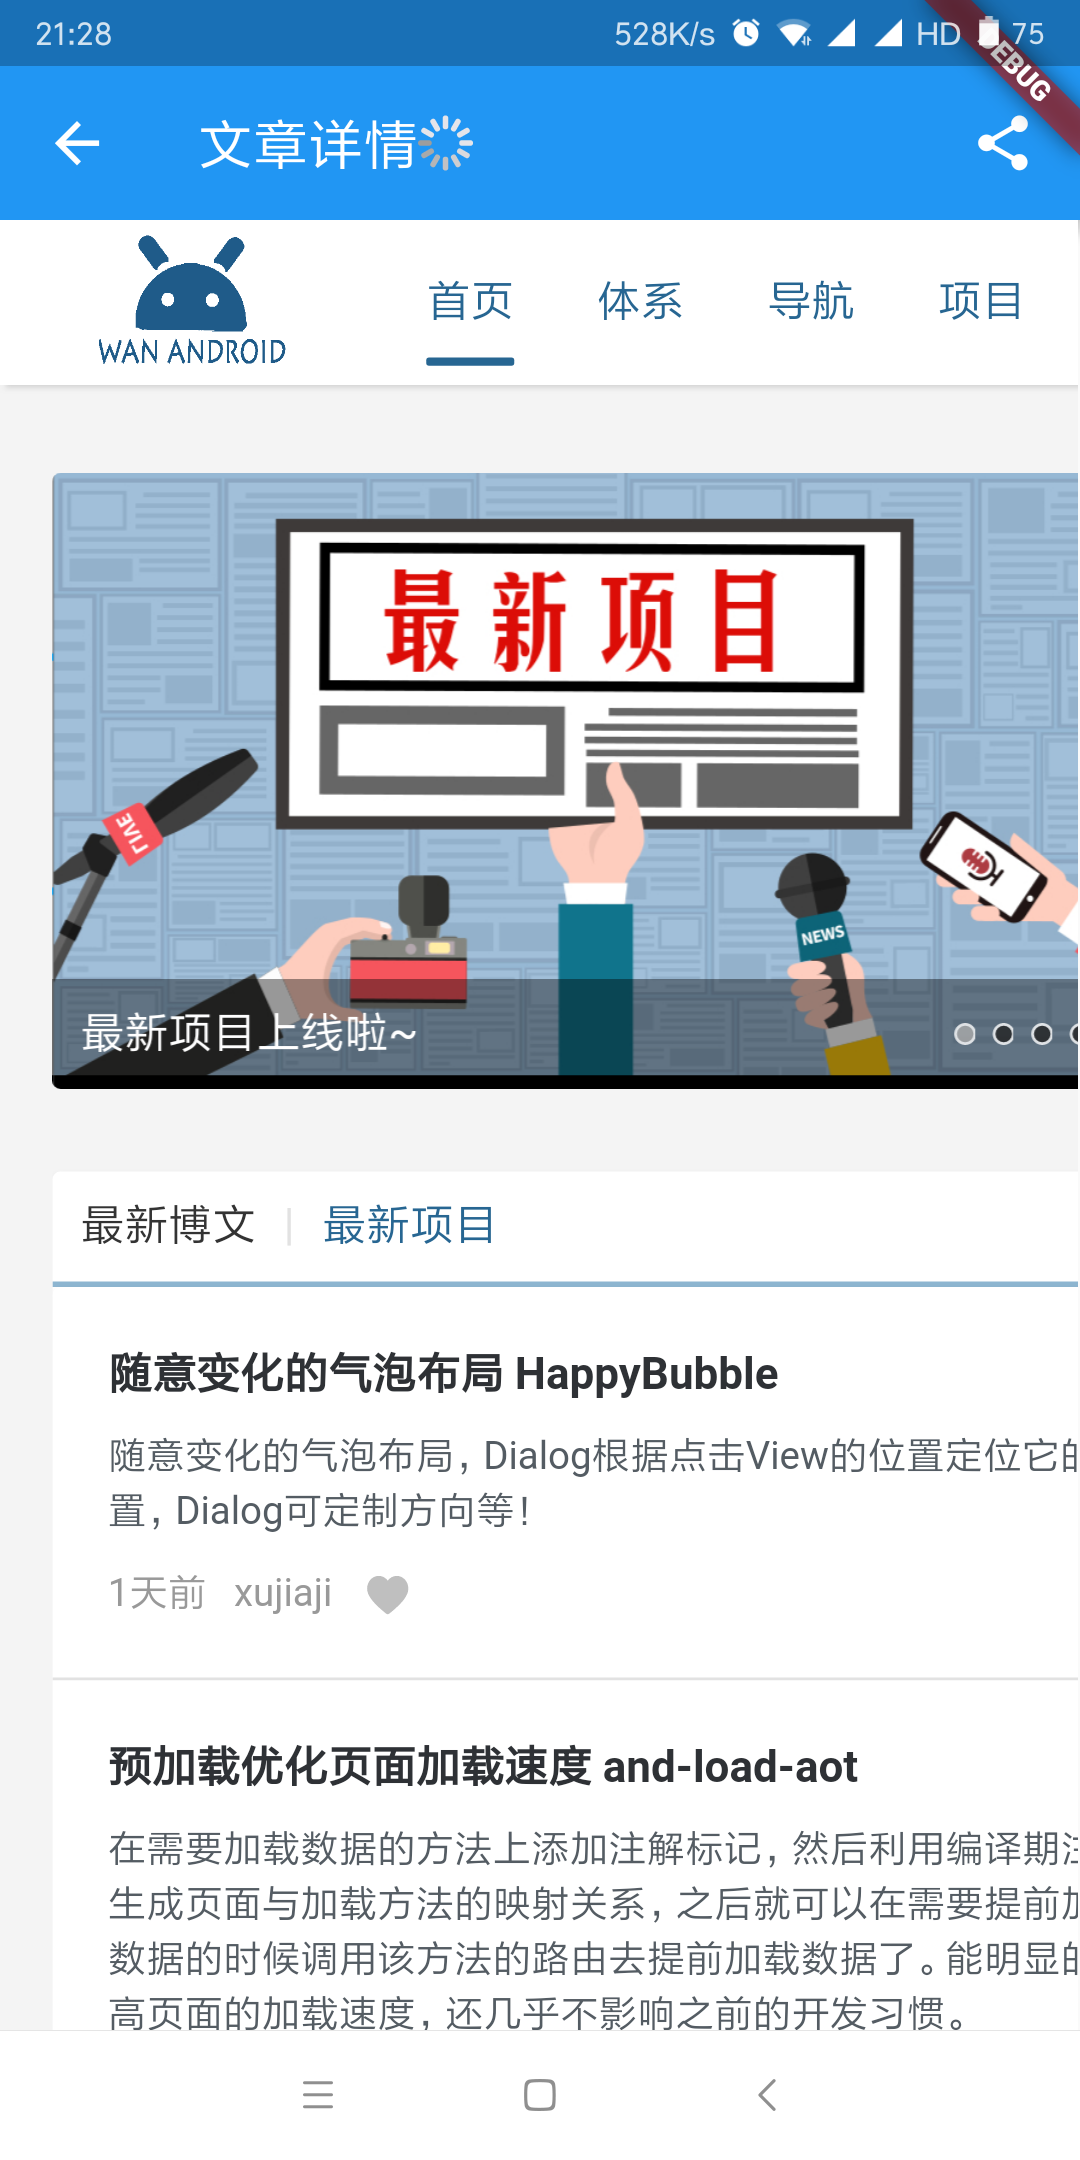 21:28 528K/s HD 75
DEBUG
文章详情
WAN ANDROID
首页 体系 导航 项目
最新项目
LIVE
NEWS
最新项目上线啦~
最新博文 | 最新项目
随意变化的气泡布局 HappyBubble
随意变化的气泡布局，Dialog根据点击View的位置定位它的
置，Dialog可定制方向等！
1天前 xujiaji
预加载优化页面加载速度 and-load-aot
在需要加载数据的方法上添加注解标记，然后利用编译期注
生成页面与加载方法的映射关系，之后就可以在需要提前加
数据的时候调用该方法的路由去提前加载数据了。能明显的
高页面的加载速度，还几乎不影响之前的开发习惯。